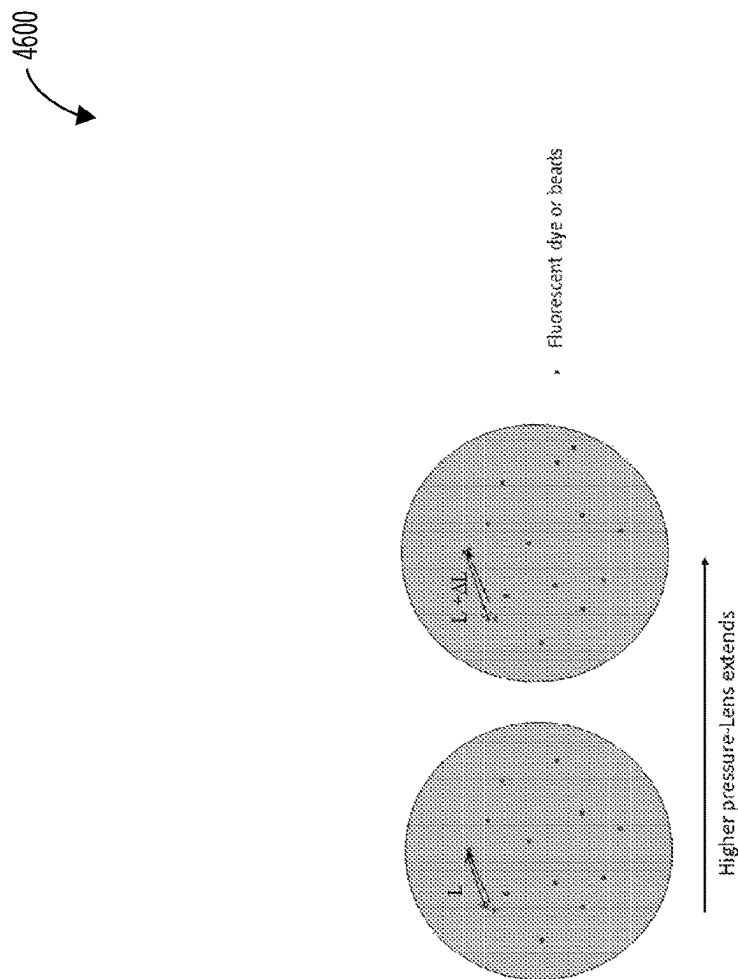 4600
Fluorescent dye or beads
L
L +ΔL
Higher pressure-Lens extends